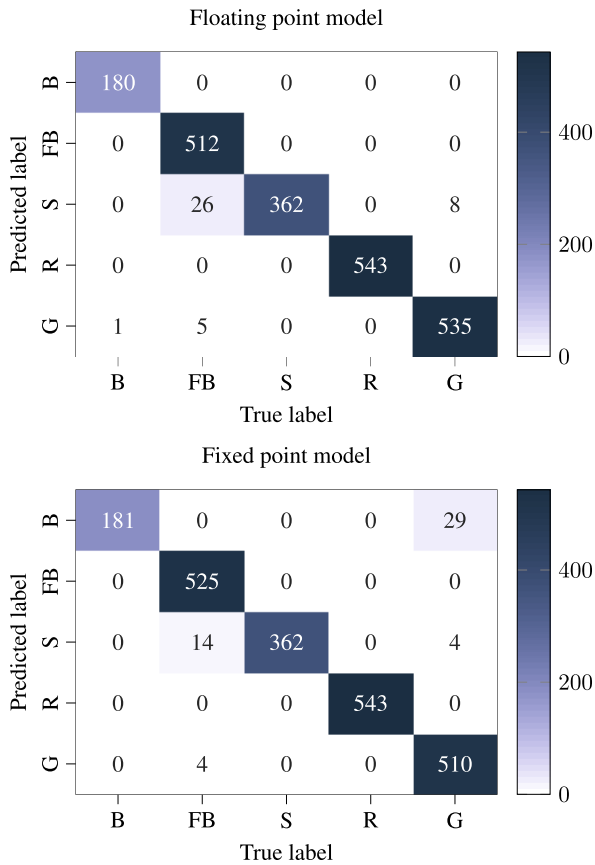 Floating point model
B 180 0 0 0 0
FB 0 512 0 0 0 400
S 0 26 362 0 8
200
R 0 0 0 543 0
G 1 5 0 0 535
0
B FB S R G
Predicted label
True label
Fixed point model
B 181 0 0 0 29
FB 0 525 0 0 0 400
S 0 14 362 0 4
200
R 0 0 0 543 0
G 0 4 0 0 510
0
B FB S R G
Predicted label
True label